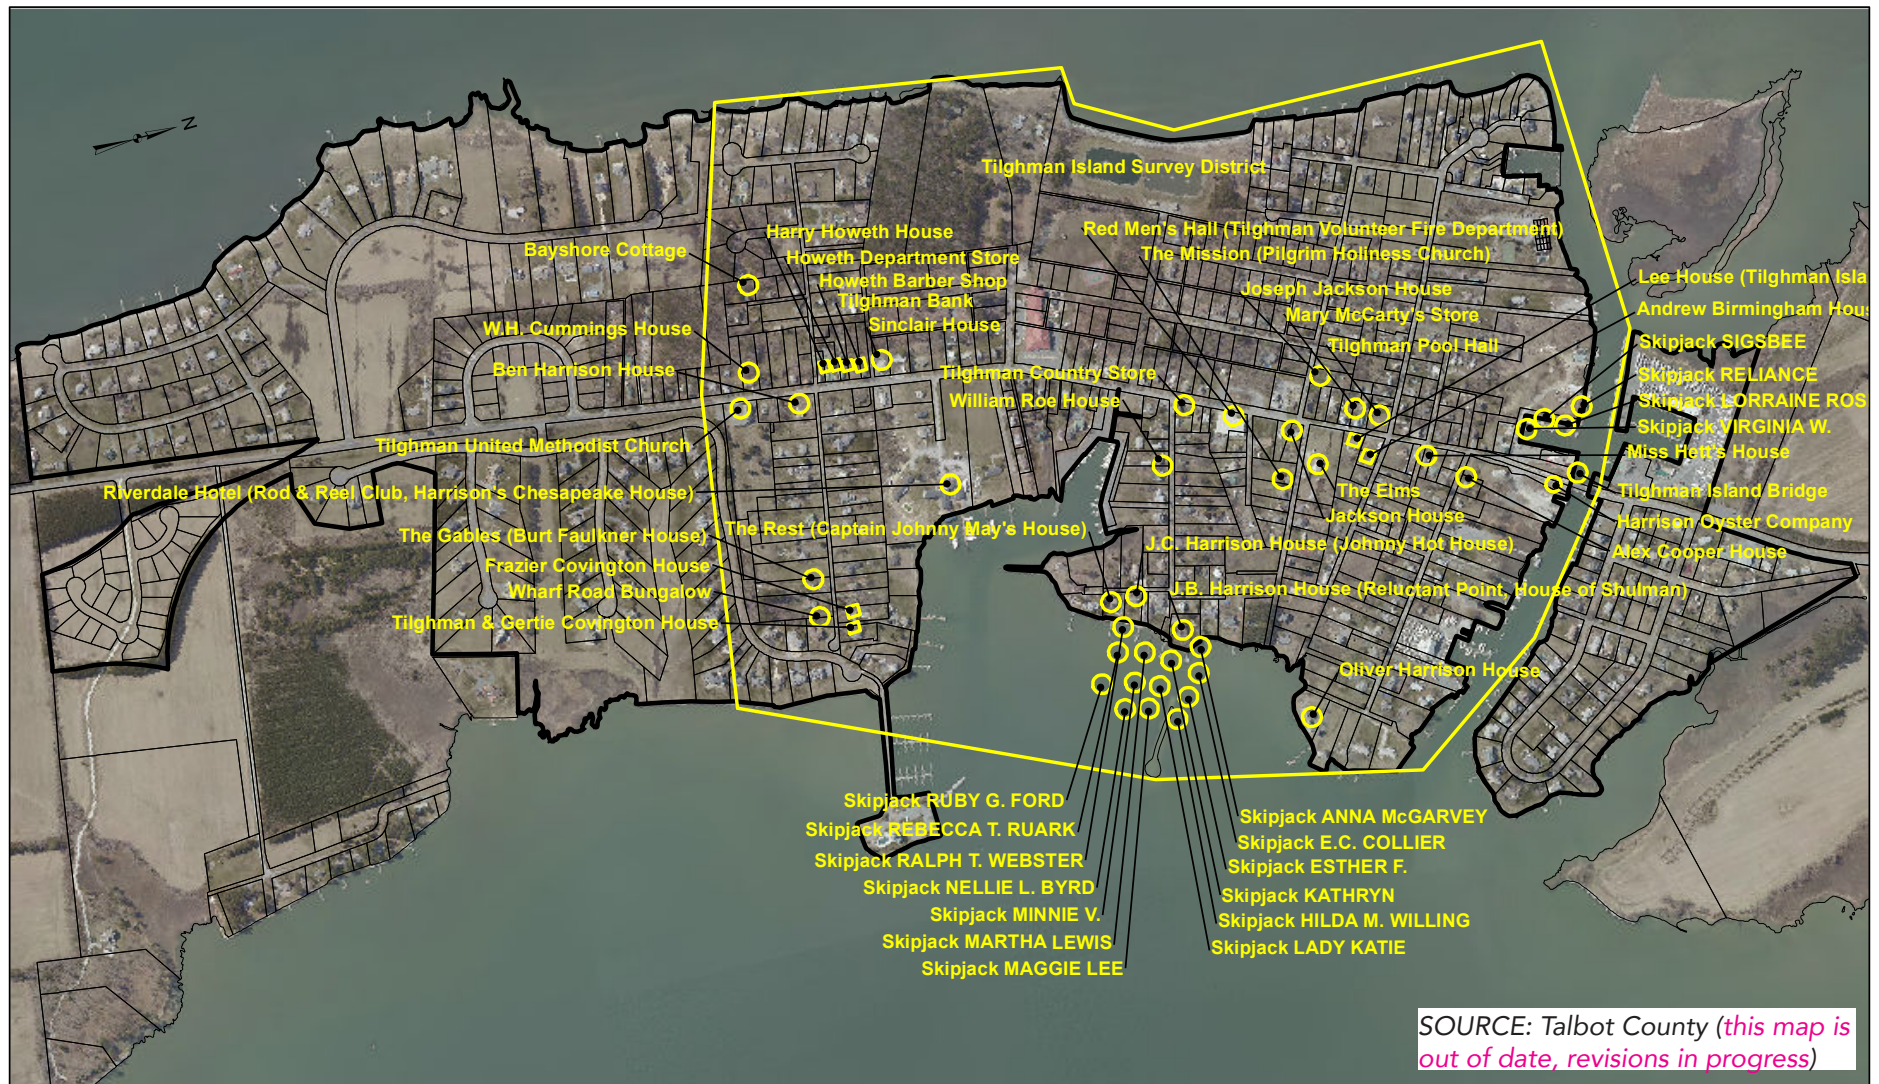 N
Tilghman Island Survey District
Bayshore Cottage
Harry Howeth House
Howeth Department Store
Howeth Barber Shop
Tilghman Bank
Sinclair House
Red Men's Hall (Tilghman Volunteer Fire Department)
The Mission (Pilgrim Holiness Church)
Joseph Jackson House
Mary McCarty's Store
Tilghman Pool Hall
Lee House (Tilghman Isla
Andrew Birmingham Hous
Skipjack SIGSBEE
Skipjack RELIANCE
Skipjack LORRAINE ROS
Skipjack VIRGINIA W.
Miss Hett's House
Tilghman Island Bridge
Harrison Oyster Company
Alex Cooper House
W.H. Cummings House
Ben Harrison House
Tilghman Country Store
William Roe House
Tilghman United Methodist Church
Riverdale Hotel (Rod & Reel Club, Harrison's Chesapeake House)
The Gables (Burt Faulkner House)
The Rest (Captain Johnny May's House)
Frazier Covington House
Wharf Road Bungalow
Tilghman & Gertie Covington House
The Elms
Jackson House
J.C. Harrison House (Johnny Hot House)
J.B. Harrison House (Reluctant Point, House of Shulman)
Oliver Harrison House
Skipjack RUBY G. FORD
Skipjack REBECCA T. RUARK
Skipjack RALPH T. WEBSTER
Skipjack NELLIE L. BYRD
Skipjack MINNIE V.
Skipjack MARTHA LEWIS
Skipjack MAGGIE LEE
Skipjack ANNA McGARVEY
Skipjack E.C. COLLIER
Skipjack ESTHER F.
Skipjack KATHRYN
Skipjack HILDA M. WILLING
Skipjack LADY KATIE
SOURCE: Talbot County (this map is
out of date, revisions in progress)